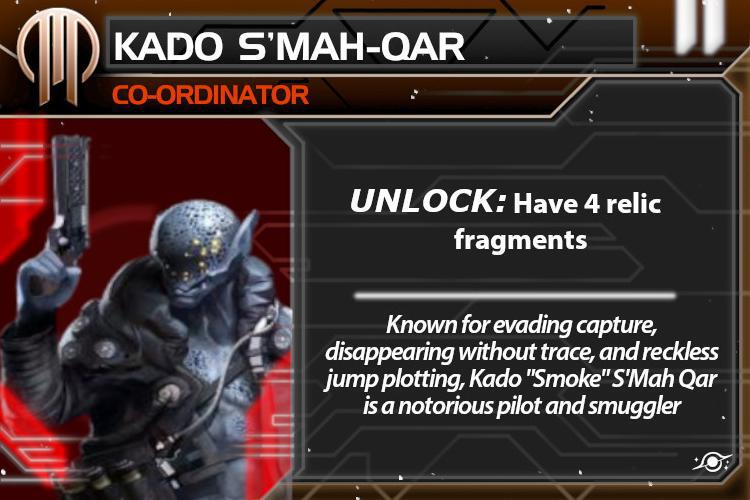 KADO S'MAH-QAR
CO-ORDINATOR
UNLOCK: Have 4 relic
fragments
Known for evading capture,
disappearing without trace, and reckless
jump plotting, Kado "Smoke" S'Mah Qar
is a notorious pilot and smuggler